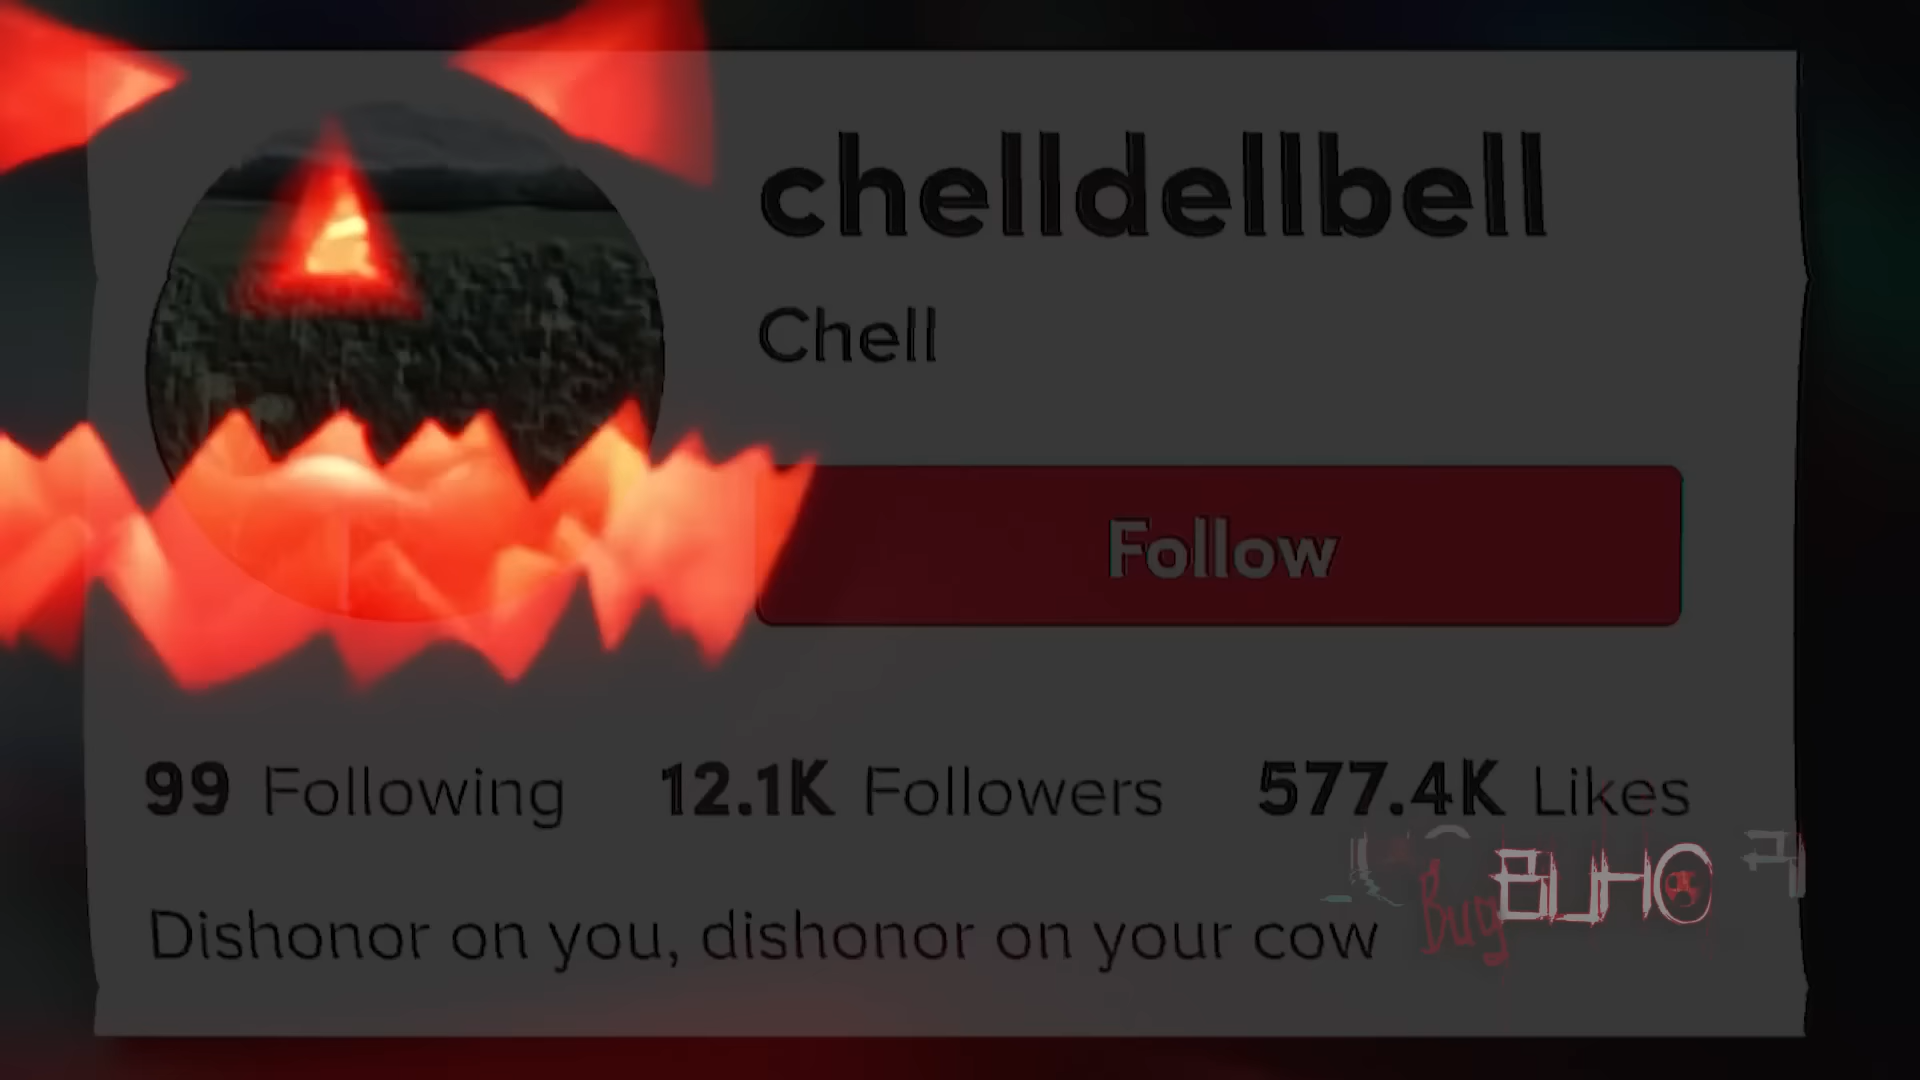 chelldellbell
Chell
Follow
99 Following 12.1K Followers 577.4K Likes
Dishonor on you, dishonor on your cow
Bug
BUHO